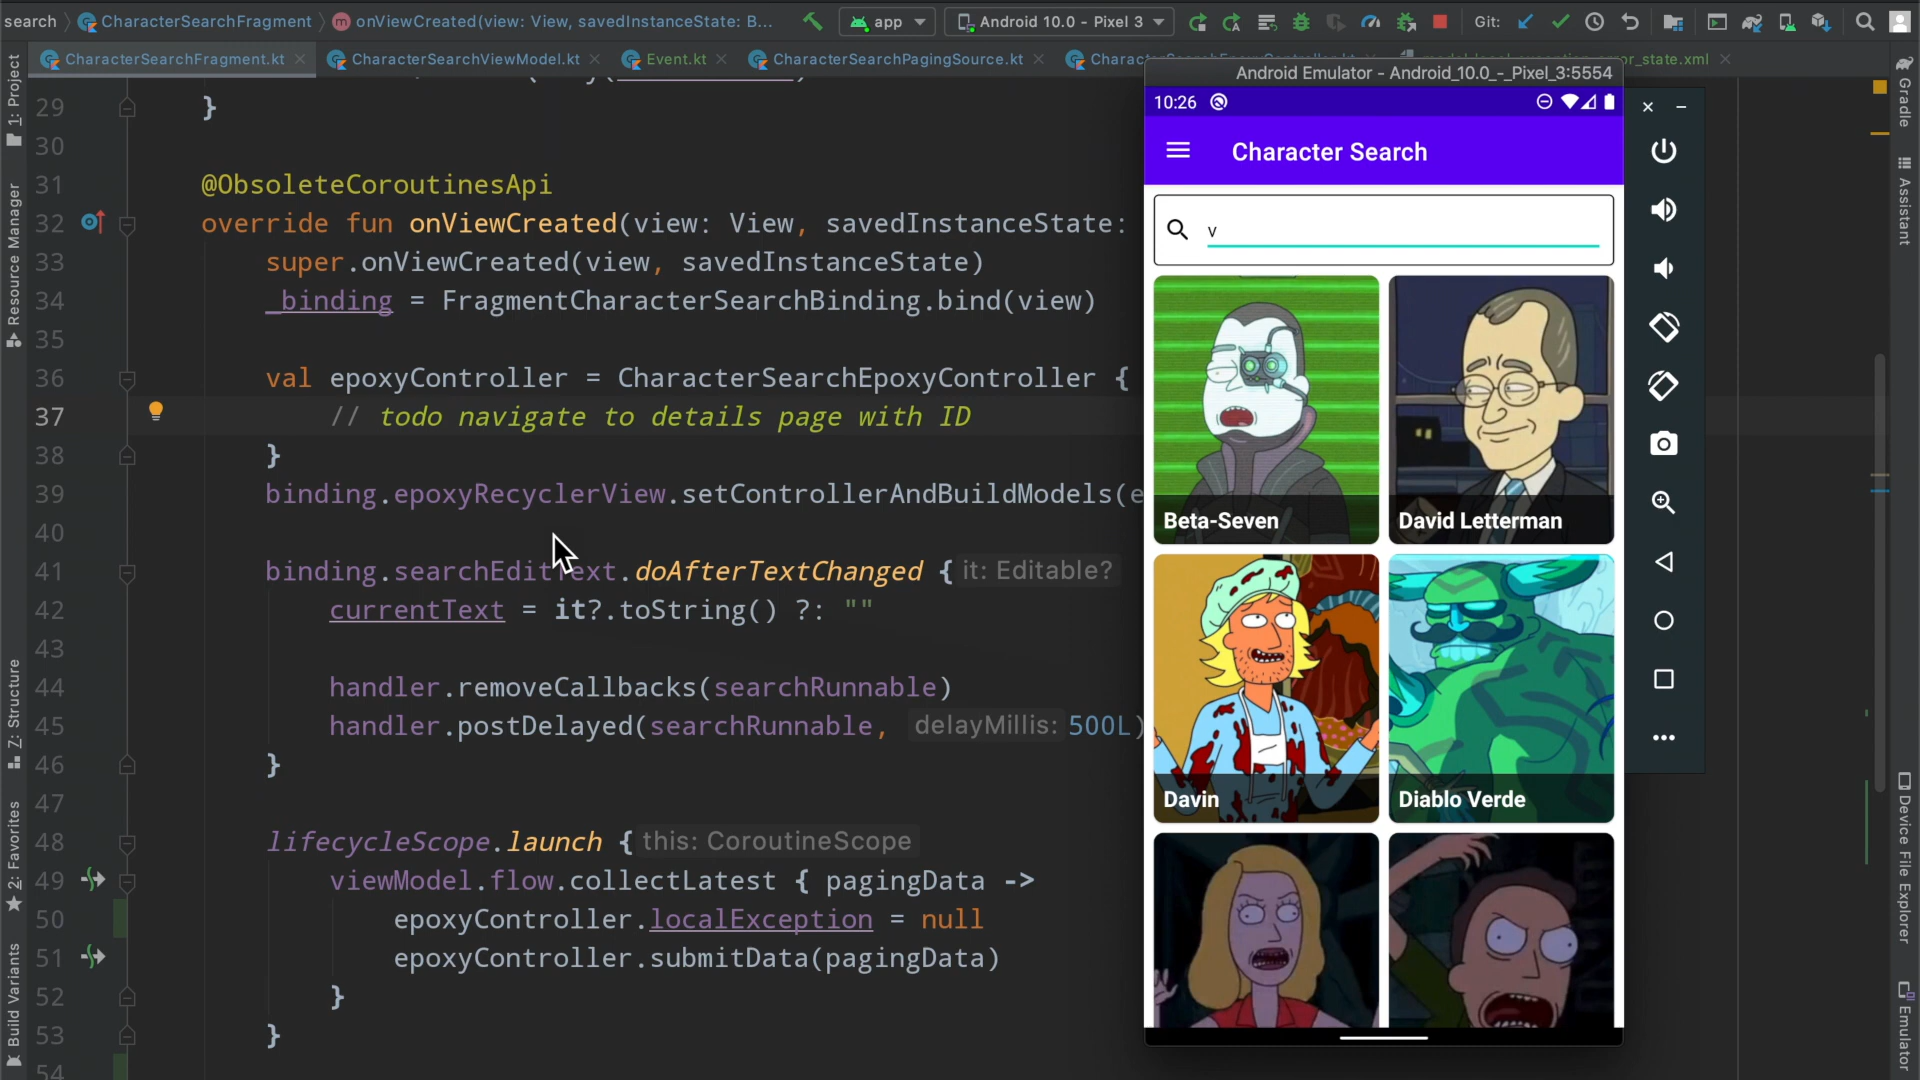 search
CharacterSearchFragment
m onViewCreated(view: View, savedInstanceState: B...
app
Android 10.0 - Pixel 3
Git:
CharacterSearchFragment.kt
CharacterSearchViewModel.kt
Event.kt
CharacterSearchPagingSource.kt
1: Project
Resource Manager
Z: Structure
2: Favorites
Build Variants
29 }
30
31 @ObsoleteCoroutinesApi
32 override fun onViewCreated(view: View, savedInstanceState:
33 super.onViewCreated(view, savedInstanceState)
34 _binding = FragmentCharacterSearchBinding.bind(view)
35
36 val epoxyController = CharacterSearchEpoxyController {
37 // todo navigate to details page with ID
38 }
39 binding.epoxyRecyclerView.setControllerAndBuildModels(e
40
41 binding.searchEditText.doAfterTextChanged { it: Editable?
42 currentText = it?.toString() ?: ""
43
44 handler.removeCallbacks(searchRunnable)
45 handler.postDelayed(searchRunnable, delayMillis: 500L)
46 }
47
48 lifecycleScope.launch { this: CoroutineScope
49 viewModel.flow.collectLatest { pagingData ->
50 epoxyController.localException = null
51 epoxyController.submitData(pagingData)
52 }
53 }
54
Android Emulator - Android_10.0_-_Pixel_3:5554
10:26
Character Search
v
Beta-Seven
David Letterman
Davin
Diablo Verde
Gradle
Assistant
Device File Explorer
Emulator